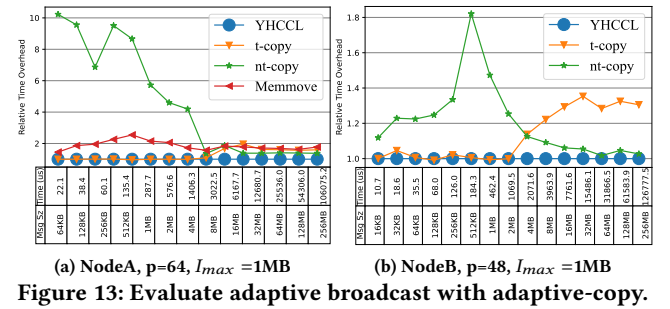 10
8
6
4
2
Relative Time Overhead
YHCCL
t-copy
nt-copy
Memmove
Time (us)
22.1
38.4
60.1
135.4
287.7
576.6
1406.3
3022.5
6167.7
12680.7
25536.0
54306.0
106075.2
Msg Sz
64KB
128KB
256KB
512KB
1MB
2MB
4MB
8MB
16MB
32MB
64MB
128MB
256MB
(a) NodeA, p=64, I_max =1MB
1.8
1.6
1.4
1.2
1.0
Relative Time Overhead
YHCCL
t-copy
nt-copy
Time (us)
10.7
18.6
35.5
68.0
126.0
184.3
462.4
1069.5
2071.6
3963.9
7761.6
15486.1
31866.5
61583.9
126777.5
Msg Sz
16KB
32KB
64KB
128KB
256KB
512KB
1MB
2MB
4MB
8MB
16MB
32MB
64MB
128MB
256MB
(b) NodeB, p=48, I_max =1MB
Figure 13: Evaluate adaptive broadcast with adaptive-copy.